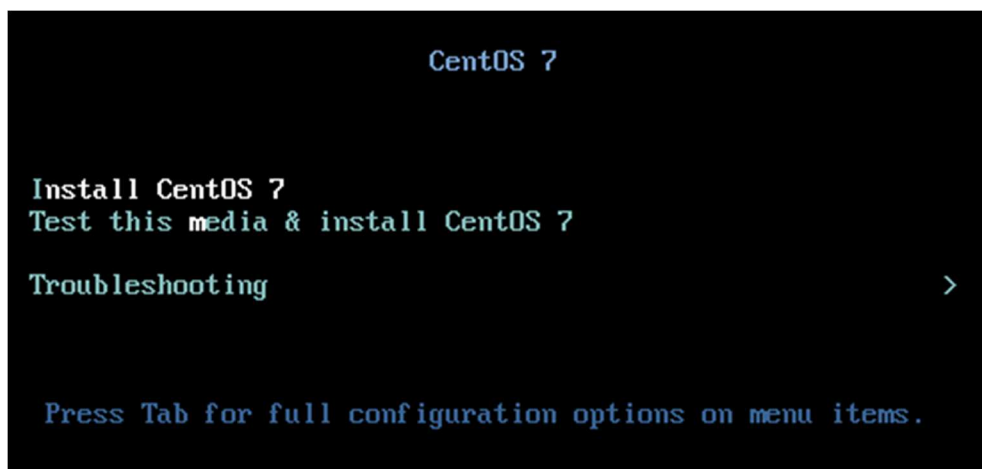 CentOS 7
Install CentOS 7
Test this media & install CentOS 7
Troubleshooting >
Press Tab for full configuration options on menu items.